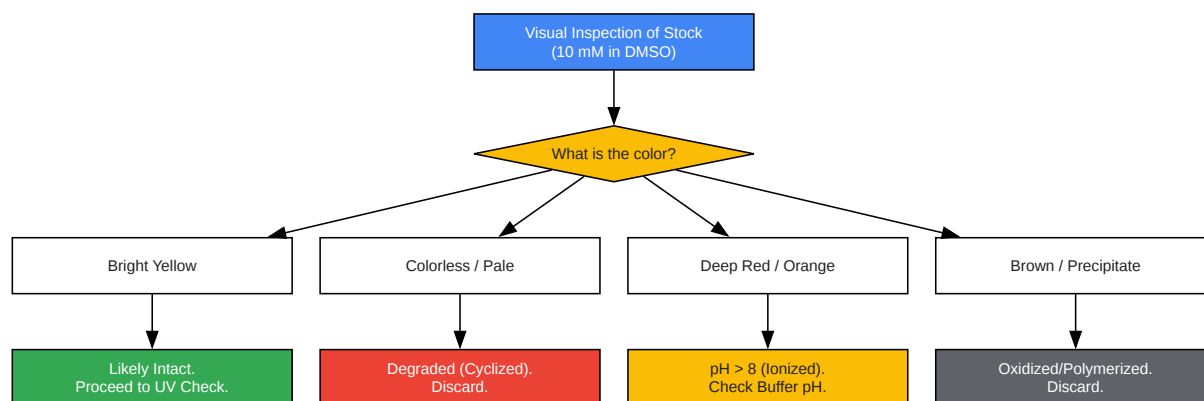 Visual Inspection of Stock
(10 mM in DMSO)
What is the color?
Bright Yellow
Colorless / Pale
Deep Red / Orange
Brown / Precipitate
Likely Intact.
Proceed to UV Check.
Degraded (Cyclized).
Discard.
pH > 8 (Ionized).
Check Buffer pH.
Oxidized/Polymerized.
Discard.